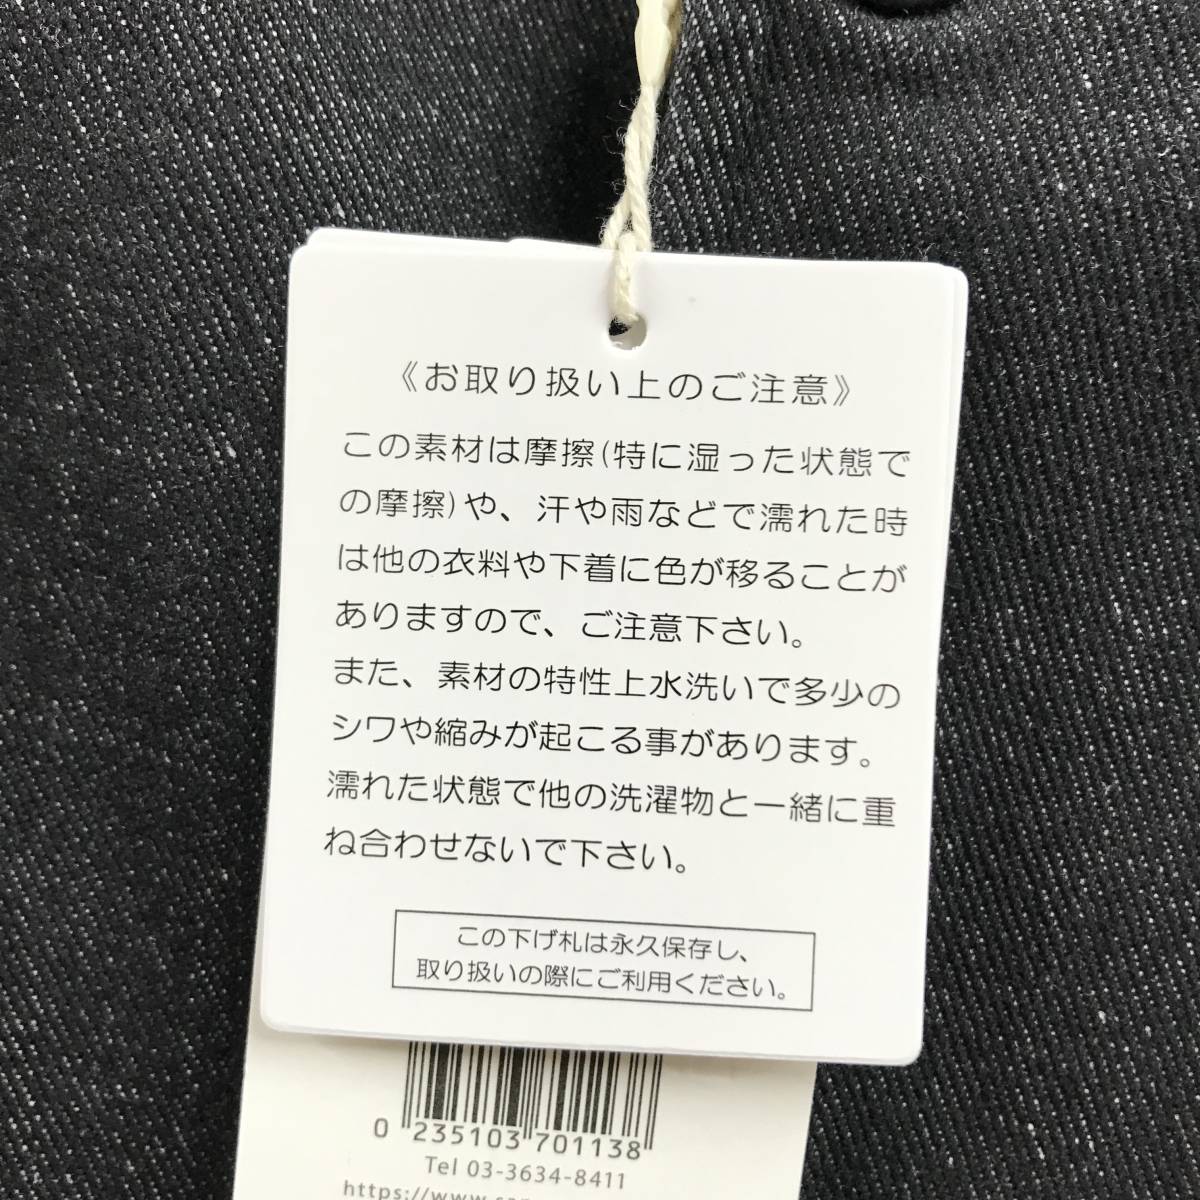 《お取り扱い上のご注意》
この素材は摩擦(特に湿った状態で
の摩擦)や、汗や雨などで濡れた時
は他の衣料や下着に色が移ることが
ありますので、ご注意下さい。
また、素材の特性上水洗いで多少の
シワや縮みが起こる事があります。
濡れた状態で他の洗濯物と一緒に重
ね合わせないで下さい。
この下げ札は永久保存し、
取り扱いの際にご利用ください。
0 235103 701138
Tel 03-3634-8411